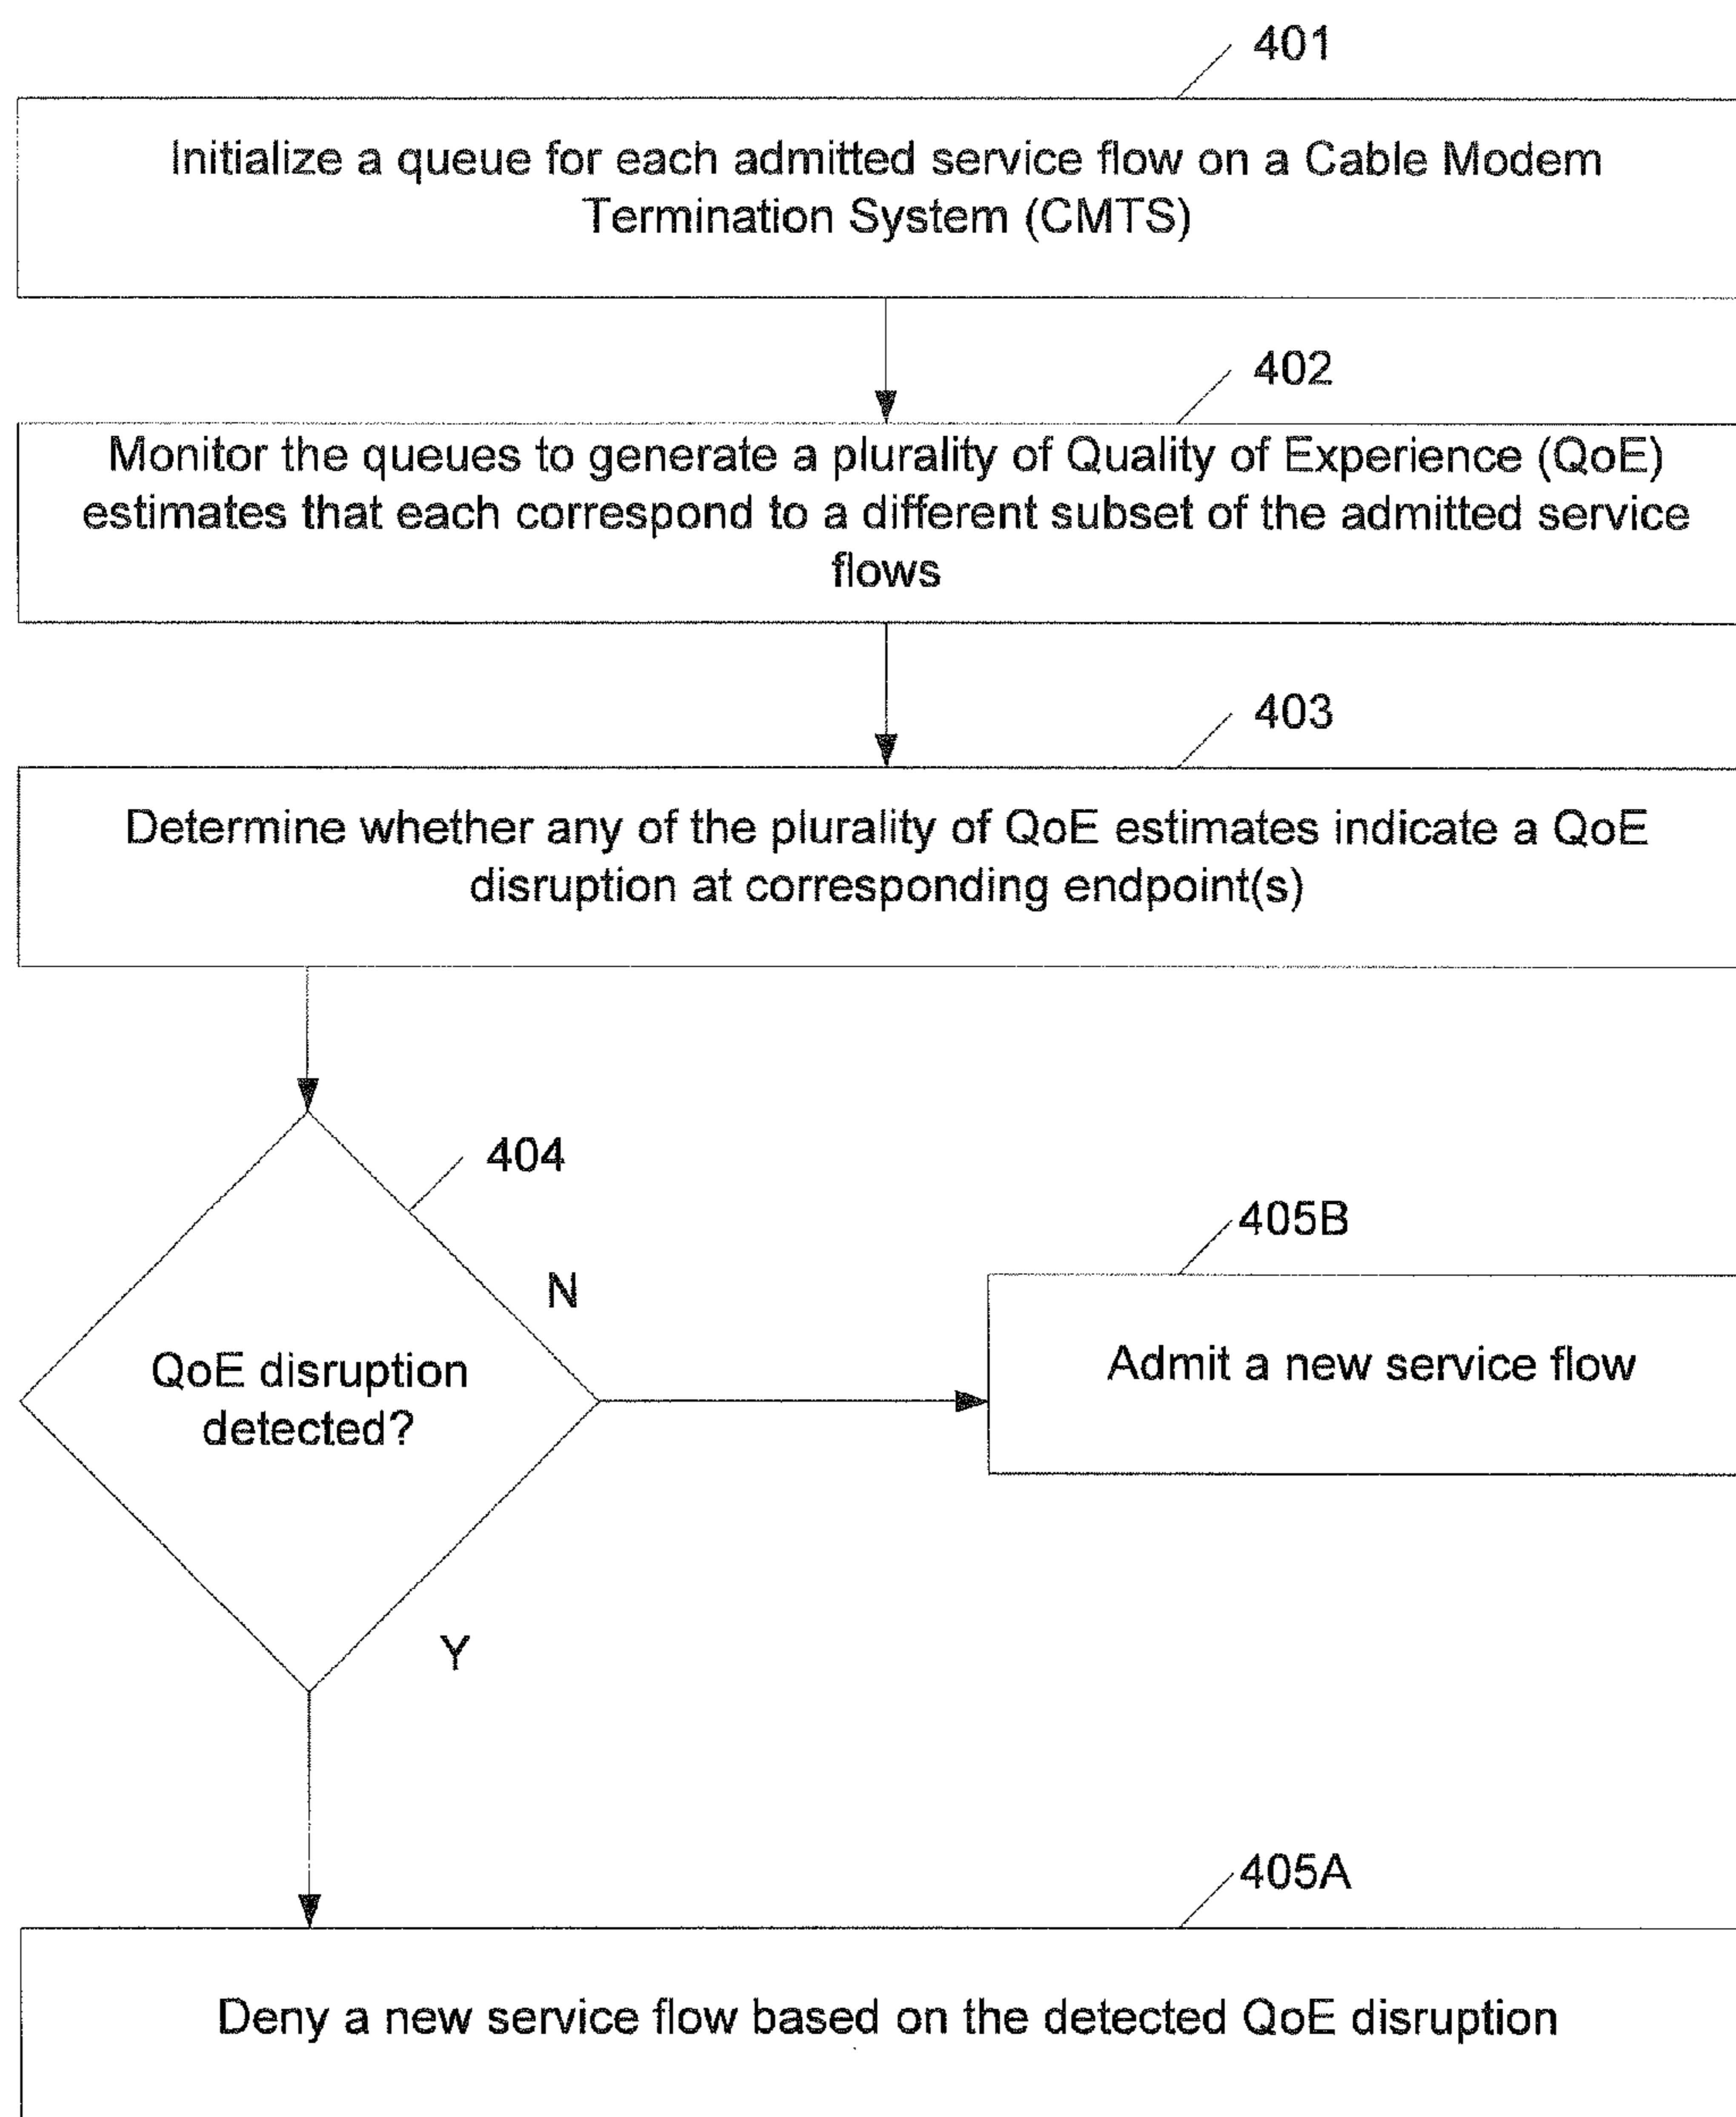 401
Initialize a queue for each admitted service flow on a Cable Modem
Termination System (CMTS)
402
Monitor the queues to generate a plurality of Quality of Experience (QoE)
estimates that each correspond to a different subset of the admitted service
flows
403
Determine whether any of the plurality of QoE estimates indicate a QoE
disruption at corresponding endpoint(s)
404
N
QoE disruption
detected?
Y
405B
Admit a new service flow
405A
Deny a new service flow based on the detected QoE disruption